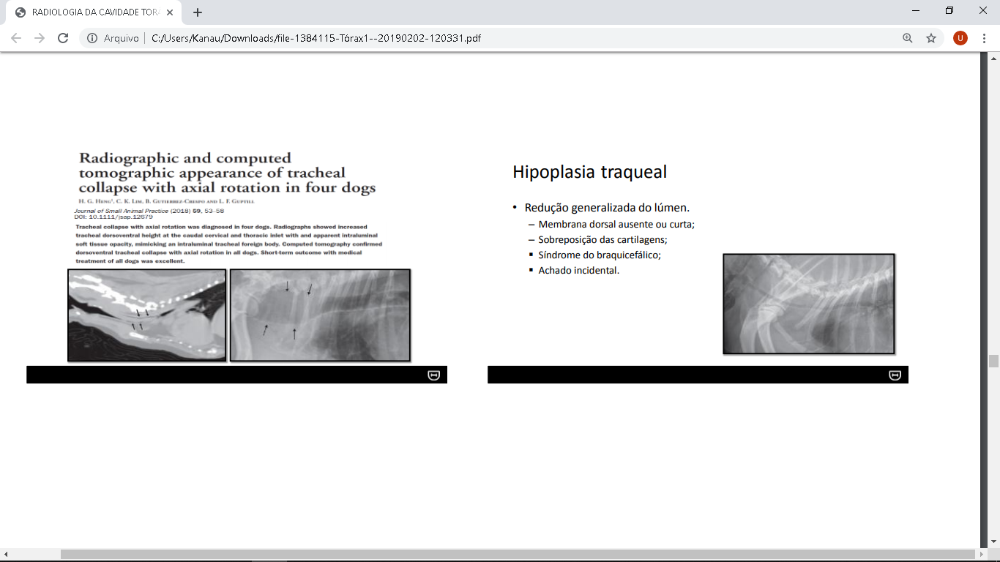 RADIOLOGIA DA CAVIDADE TORÁ
Arquivo
C:/Users/Kanau/Downloads/file-1384115-Tórax1--20190202-120331.pdf
U
Radiographic and computed
tomographic appearance of tracheal
collapse with axial rotation in four dogs
H. G. Heng¹, C. K. Lim, B. Gutierrez-Crespo and L. F. Guptill
Journal of Small Animal Practice (2018) 59, 53–58
DOI: 10.1111/jsap.12679
Tracheal collapse with axial rotation was diagnosed in four dogs. Radiographs showed increased
tracheal dorsoventral height at the caudal cervical and thoracic inlet with and apparent intraluminal
soft tissue opacity, mimicking an intraluminal tracheal foreign body. Computed tomography confirmed
dorsoventral tracheal collapse with axial rotation in all dogs. Short-term outcome with medical
treatment of all dogs was excellent.
Hipoplasia traqueal
• Redução generalizada do lúmen.
– Membrana dorsal ausente ou curta;
– Sobreposição das cartilagens;
▪ Síndrome do braquicefálico;
▪ Achado incidental.